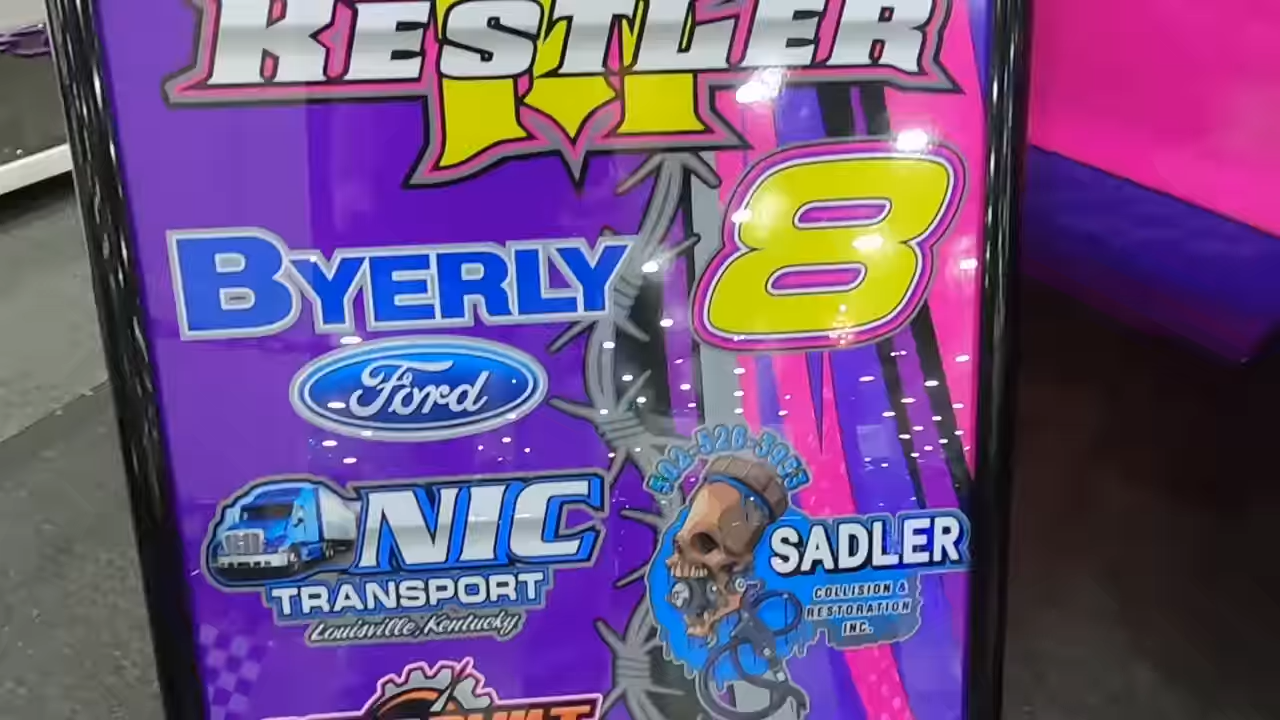 KESTLER
M
8
BYERLY
Ford
NIC
TRANSPORT
Louisville, Kentucky
SADLER
COLLISION &
RESTORATION
INC.